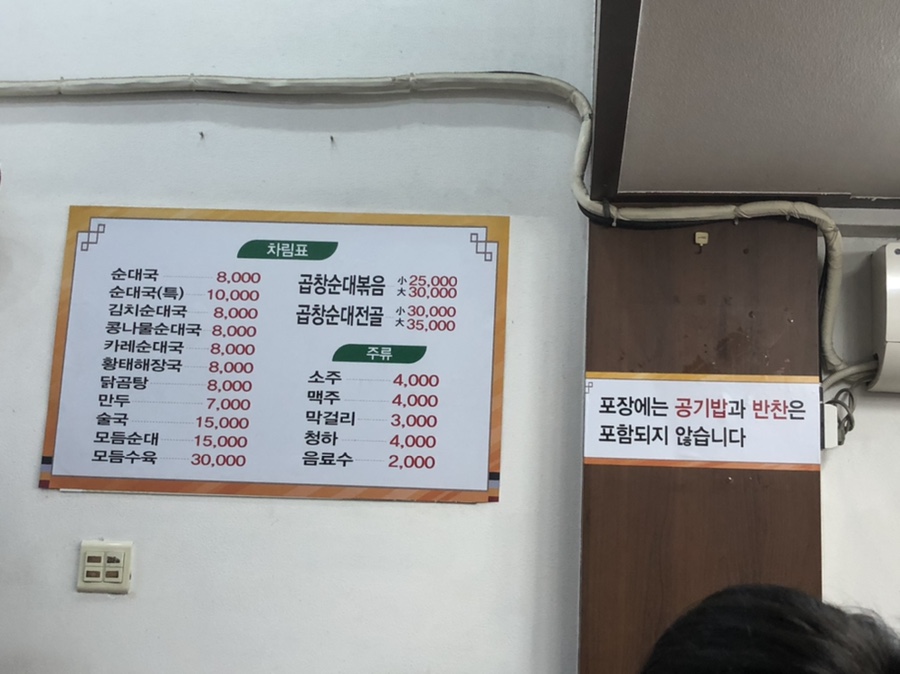 차림표
순대국 8,000
순대국(특) 10,000
김치순대국 8,000
콩나물순대국 8,000
카레순대국 8,000
황태해장국 8,000
닭곰탕 8,000
만두 7,000
술국 15,000
모듬순대 15,000
모듬수육 30,000
곱창순대볶음 小 25,000
大 30,000
곱창순대전골 小 30,000
大 35,000
주류
소주 4,000
맥주 4,000
막걸리 3,000
청하 4,000
음료수 2,000
포장에는 공기밥과 반찬은
포함되지 않습니다